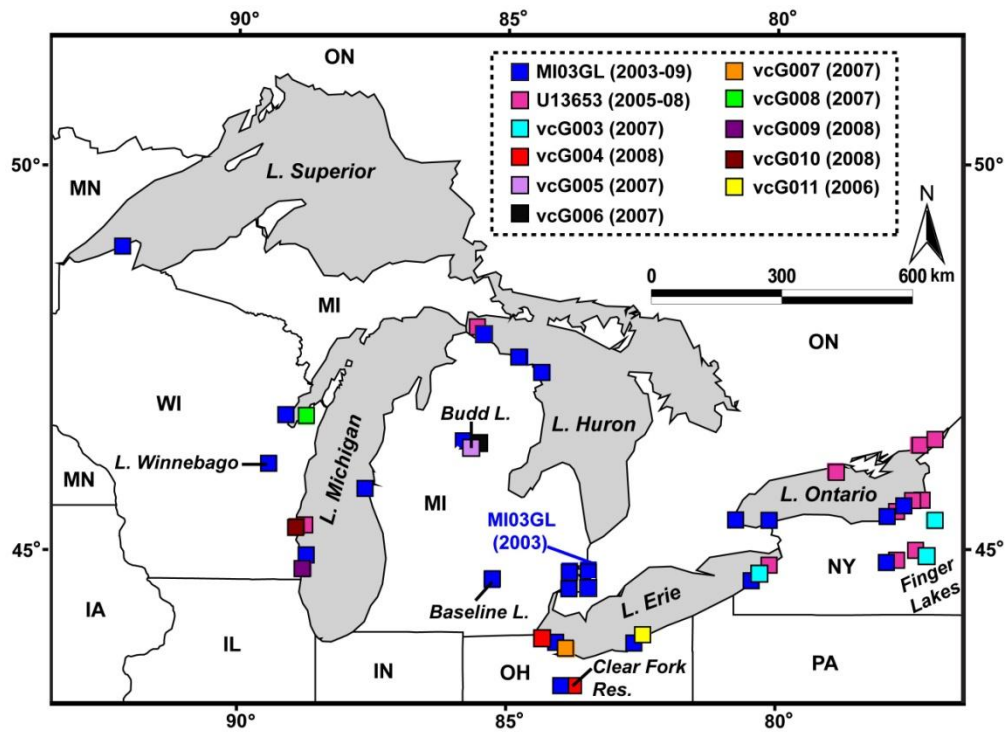 90° 85° 80°
ON
MI03GL (2003-09) vcG007 (2007)
U13653 (2005-08) vcG008 (2007)
vcG003 (2007) vcG009 (2008)
vcG004 (2008) vcG010 (2008)
vcG005 (2007) vcG011 (2006)
vcG006 (2007)
50° 50°
MN
L. Superior
N
0 300 600 km
MI
ON
WI
Budd L.
L. Huron
L. Winnebago
L. Michigan
MN
MI
L. Ontario
MI03GL
(2003)
45° 45°
NY
Finger
Lakes
Baseline L.
L. Erie
IA
IL
IN
OH
Clear Fork
Res.
PA
90° 85° 80°